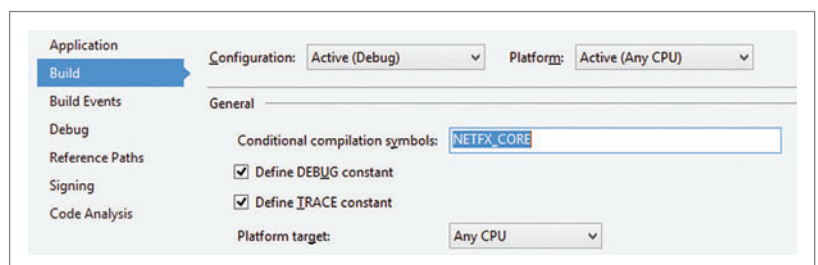 Application
Build
Build Events
Debug
Reference Paths
Signing
Code Analysis
Configuration: Active (Debug) Platform: Active (Any CPU)
General
Conditional compilation symbols: NETFX_CORE
Define DEBUG constant
Define TRACE constant
Platform target: Any CPU